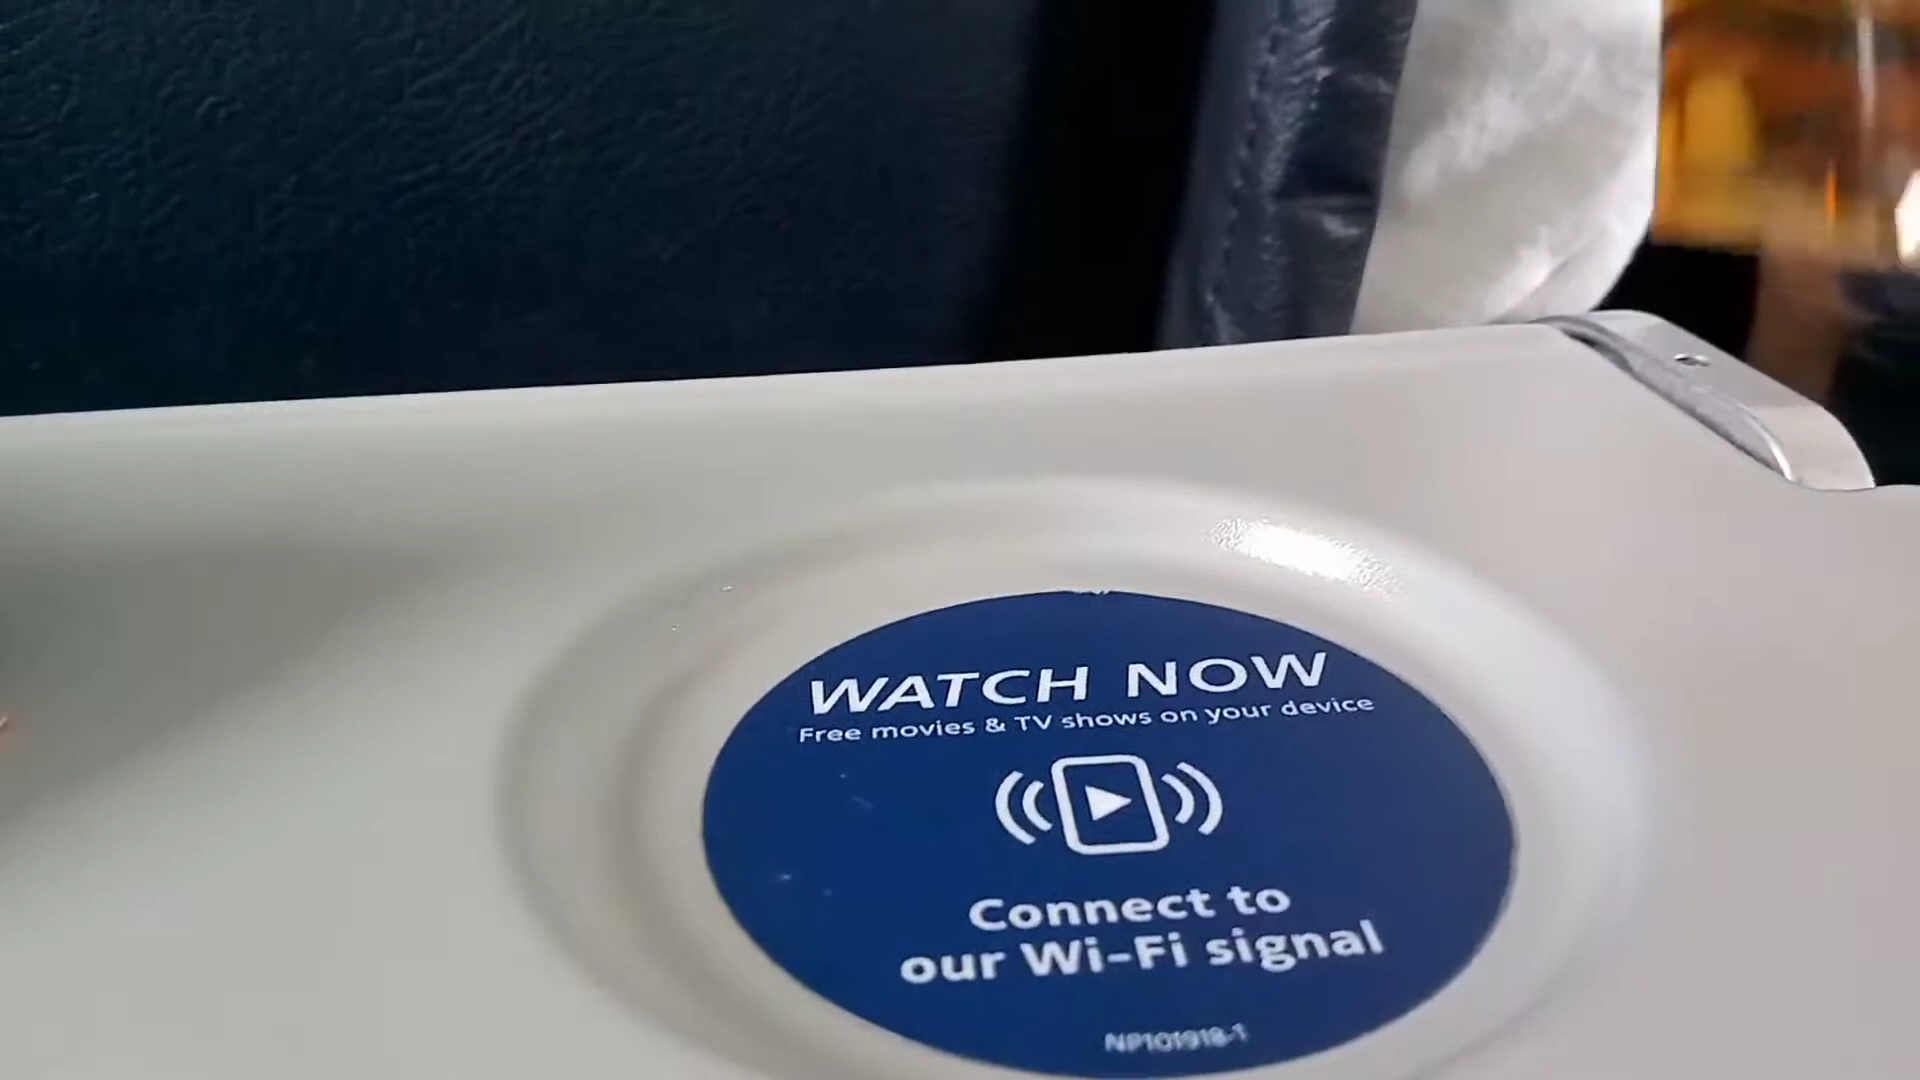 WATCH NOW
Free movies & TV shows on your device
Connect to
our Wi-Fi signal
NP101918-1